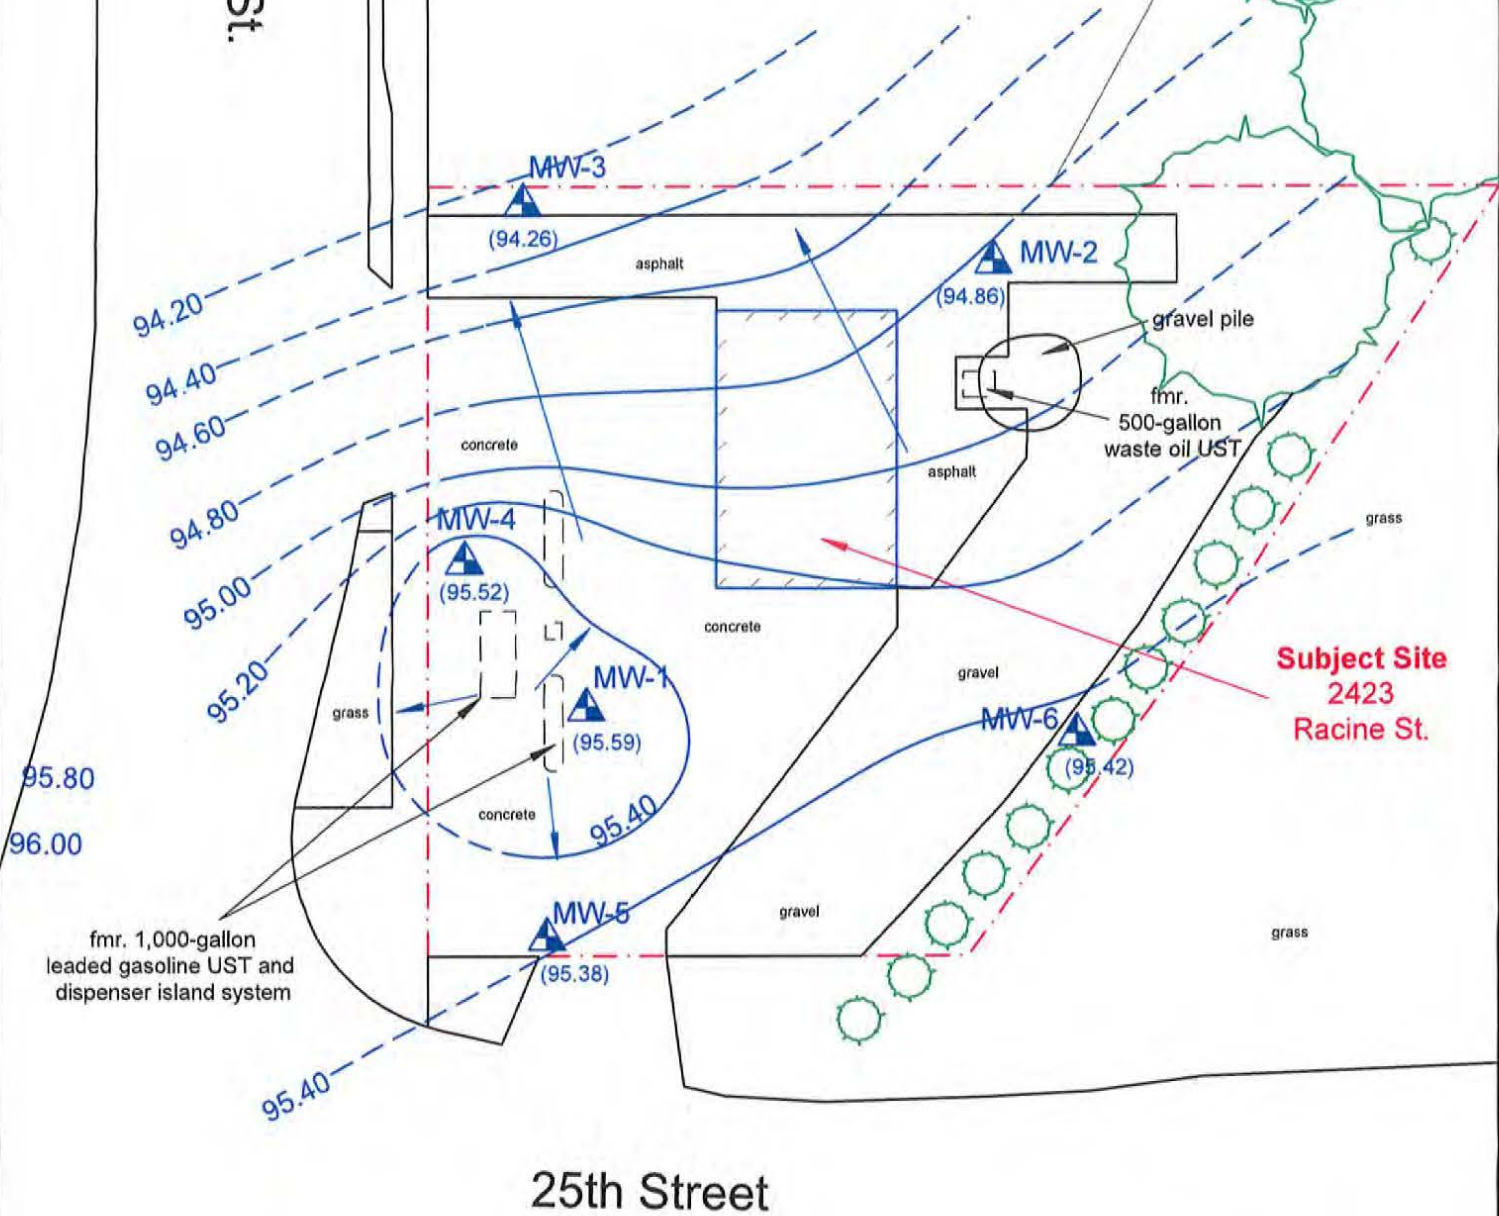 St.
MW-3
(94.26)
asphalt
MW-2
(94.86)
94.20
gravel pile
94.40
fmr.
500-gallon
waste oil UST
94.60
concrete
asphalt
94.80
MW-4
grass
(95.52)
95.00
concrete
Subject Site
2423
Racine St.
95.20
gravel
MW-1
grass
MW-6
(95.59)
(95.42)
95.80
concrete
95.40
96.00
MW-5
gravel
fmr. 1,000-gallon
leaded gasoline UST and
dispenser island system
grass
(95.38)
95.40
25th Street